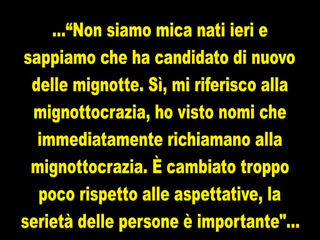 ...“Non siamo mica nati ieri e
sappiamo che ha candidato di nuovo
delle mignotte. Sì, mi riferisco alla
mignottocrazia, ho visto nomi che
immediatamente richiamano alla
mignottocrazia. È cambiato troppo
poco rispetto alle aspettative, la
serietà delle persone è importante"...